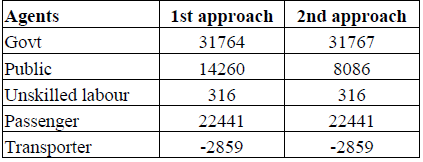 Agents 1st approach 2nd approach
Govt 31764 31767
Public 14260 8086
Unskilled labour 316 316
Passenger 22441 22441
Transporter -2859 -2859